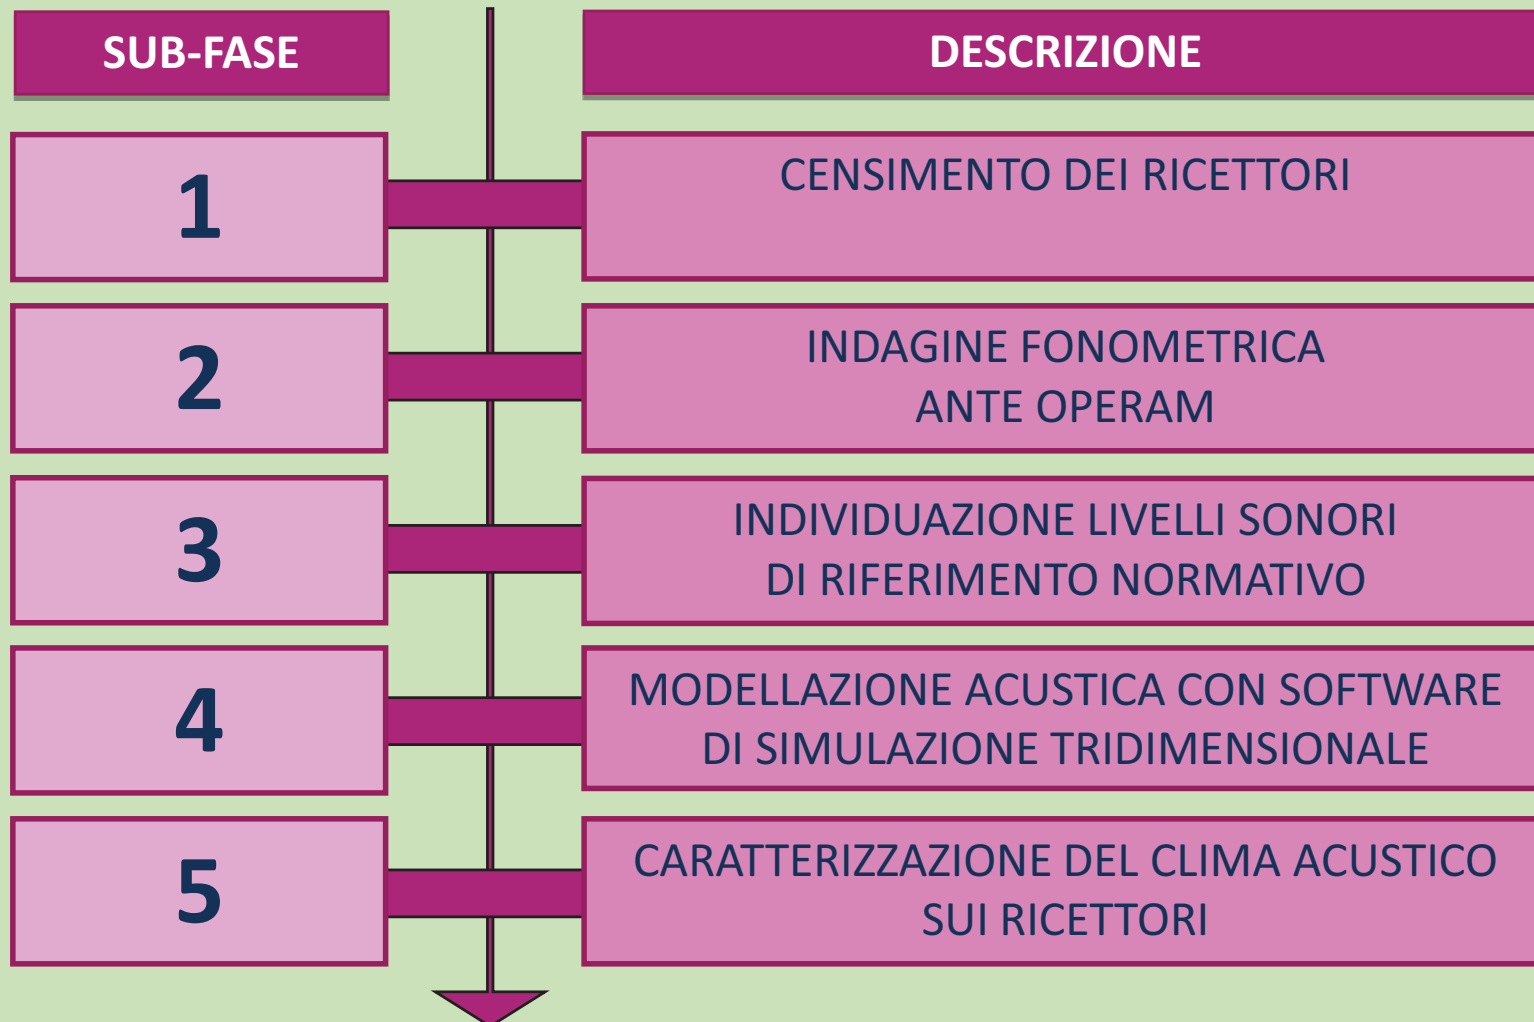 SUB-FASE
DESCRIZIONE
1
CENSIMENTO DEI RICETTORI
2
INDAGINE FONOMETRICA
ANTE OPERAM
3
INDIVIDUAZIONE LIVELLI SONORI
DI RIFERIMENTO NORMATIVO
4
MODELLAZIONE ACUSTICA CON SOFTWARE
DI SIMULAZIONE TRIDIMENSIONALE
5
CARATTERIZZAZIONE DEL CLIMA ACUSTICO
SUI RICETTORI